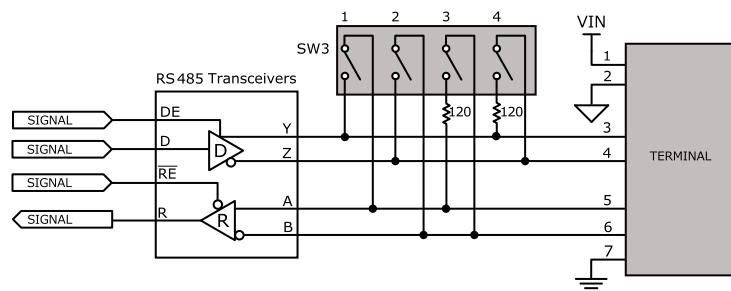 1 2 3 4
VIN
SW3
RS485 Transceivers
1
2
SIGNAL DE 120 120
Y 3
SIGNAL D D
Z 4 TERMINAL
SIGNAL RE
A 5
SIGNAL R R
B 6
7